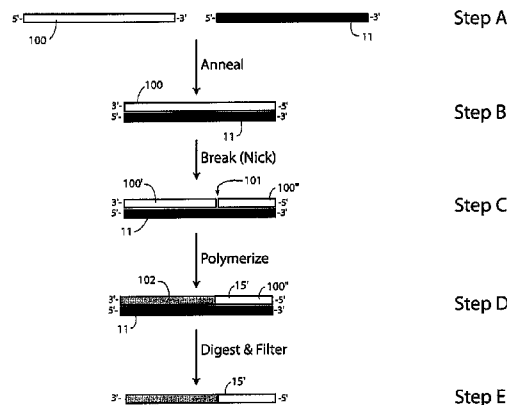 5'- -3' 5'- -3' Step A
100 11
Anneal
100
3'- -5' Step B
5'- -3'
11
Break (Nick)
100' 101 100"
3'- -5' Step C
5'- -3'
11
Polymerize
102 15' 100"
3'- -5' Step D
5'- -3'
11
Digest & Filter
15'
3'- -5' Step E